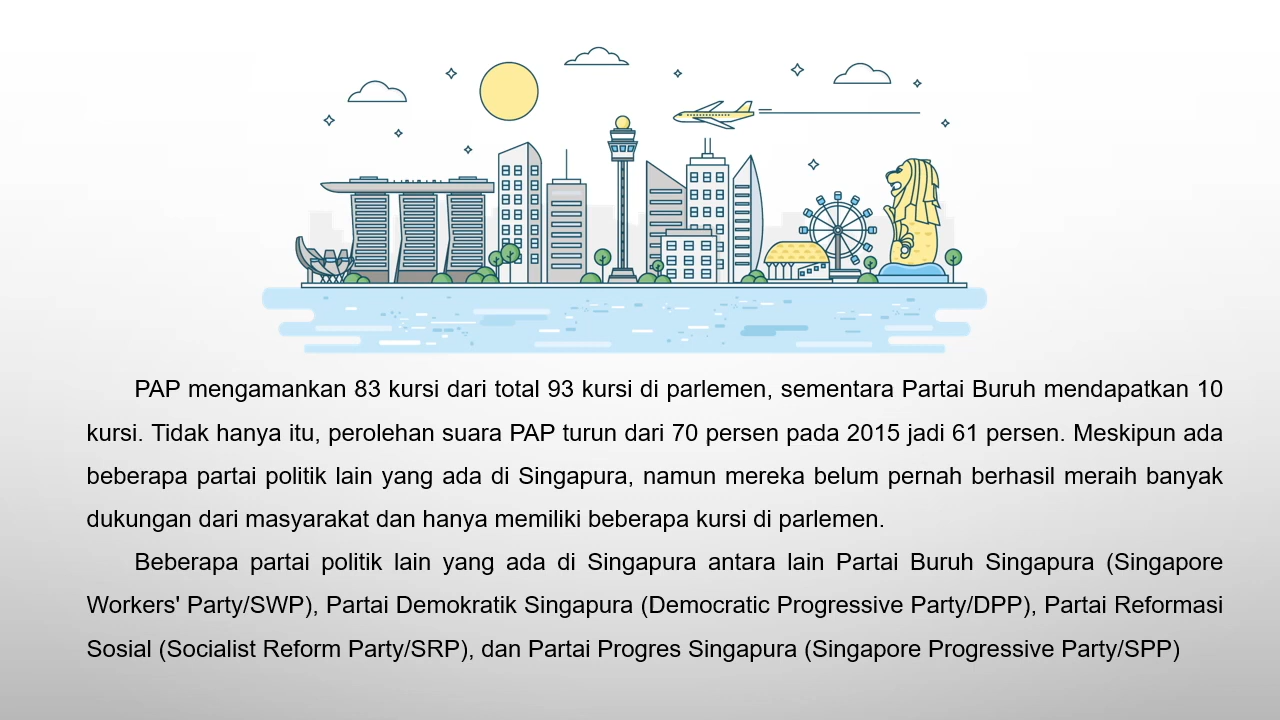 PAP mengamankan 83 kursi dari total 93 kursi di parlemen, sementara Partai Buruh mendapatkan 10
kursi. Tidak hanya itu, perolehan suara PAP turun dari 70 persen pada 2015 jadi 61 persen. Meskipun ada
beberapa partai politik lain yang ada di Singapura, namun mereka belum pernah berhasil meraih banyak
dukungan dari masyarakat dan hanya memiliki beberapa kursi di parlemen.
Beberapa partai politik lain yang ada di Singapura antara lain Partai Buruh Singapura (Singapore
Workers' Party/SWP), Partai Demokratik Singapura (Democratic Progressive Party/DPP), Partai Reformasi
Sosial (Socialist Reform Party/SRP), dan Partai Progres Singapura (Singapore Progressive Party/SPP)